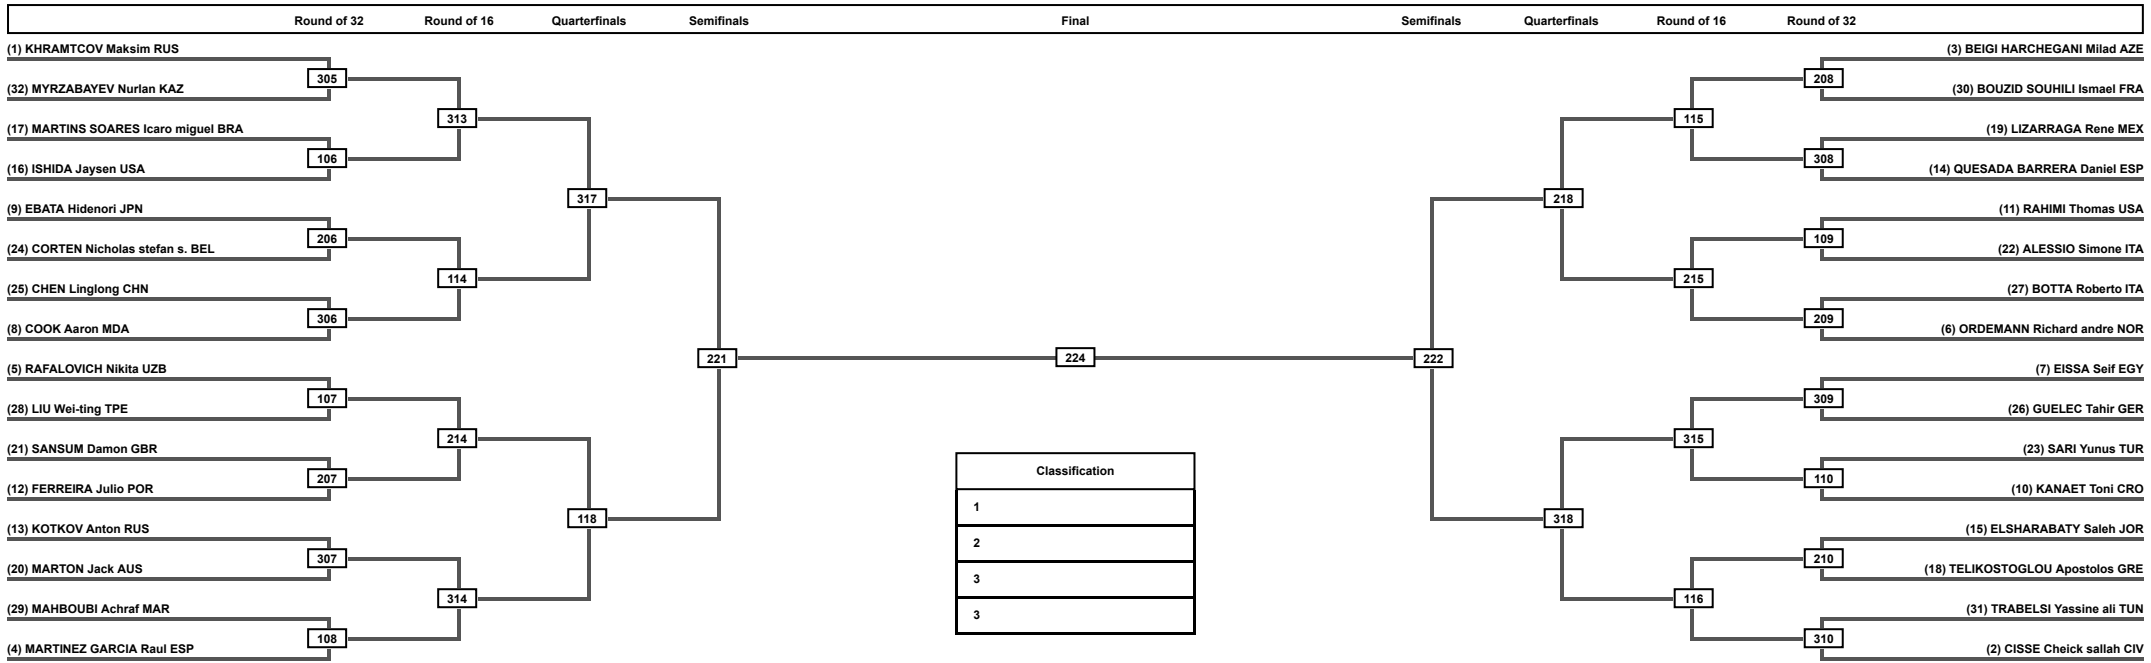 Round of 32 Round of 16 Quarterfinals Semifinals Final Semifinals Quarterfinals Round of 16 Round of 32
(1) KHRAMTCOV Maksim RUS (3) BEIGI HARCHEGANI Milad AZE
305 208
(32) MYRZABAYEV Nurlan KAZ (30) BOUZID SOUHILI Ismael FRA
313 115
(17) MARTINS SOARES Icaro miguel BRA (19) LIZARRAGA Rene MEX
106 308
(16) ISHIDA Jaysen USA (14) QUESADA BARRERA Daniel ESP
317 218
(9) EBATA Hidenori JPN (11) RAHIMI Thomas USA
206 109
(24) CORTEN Nicholas stefan s. BEL (22) ALESSIO Simone ITA
114 215
(25) CHEN Linglong CHN (27) BOTTA Roberto ITA
306 209
(8) COOK Aaron MDA (6) ORDEMANN Richard andre NOR
221 224 222
(5) RAFALOVICH Nikita UZB (7) EISSA Seif EGY
107 309
(28) LIU Wei-ting TPE (26) GUELEC Tahir GER
214 315
(21) SANSUM Damon GBR (23) SARI Yunus TUR
Classification
207 110
(12) FERREIRA Julio POR (10) KANAET Toni CRO
1
118 318
(13) KOTKOV Anton RUS (15) ELSHARABATY Saleh JOR
2
307 210
(20) MARTON Jack AUS (18) TELIKOSTOGLOU Apostolos GRE
3
314 116
(29) MAHBOUBI Achraf MAR (31) TRABELSI Yassine ali TUN
3
108 310
(4) MARTINEZ GARCIA Raul ESP (2) CISSE Cheick sallah CIV